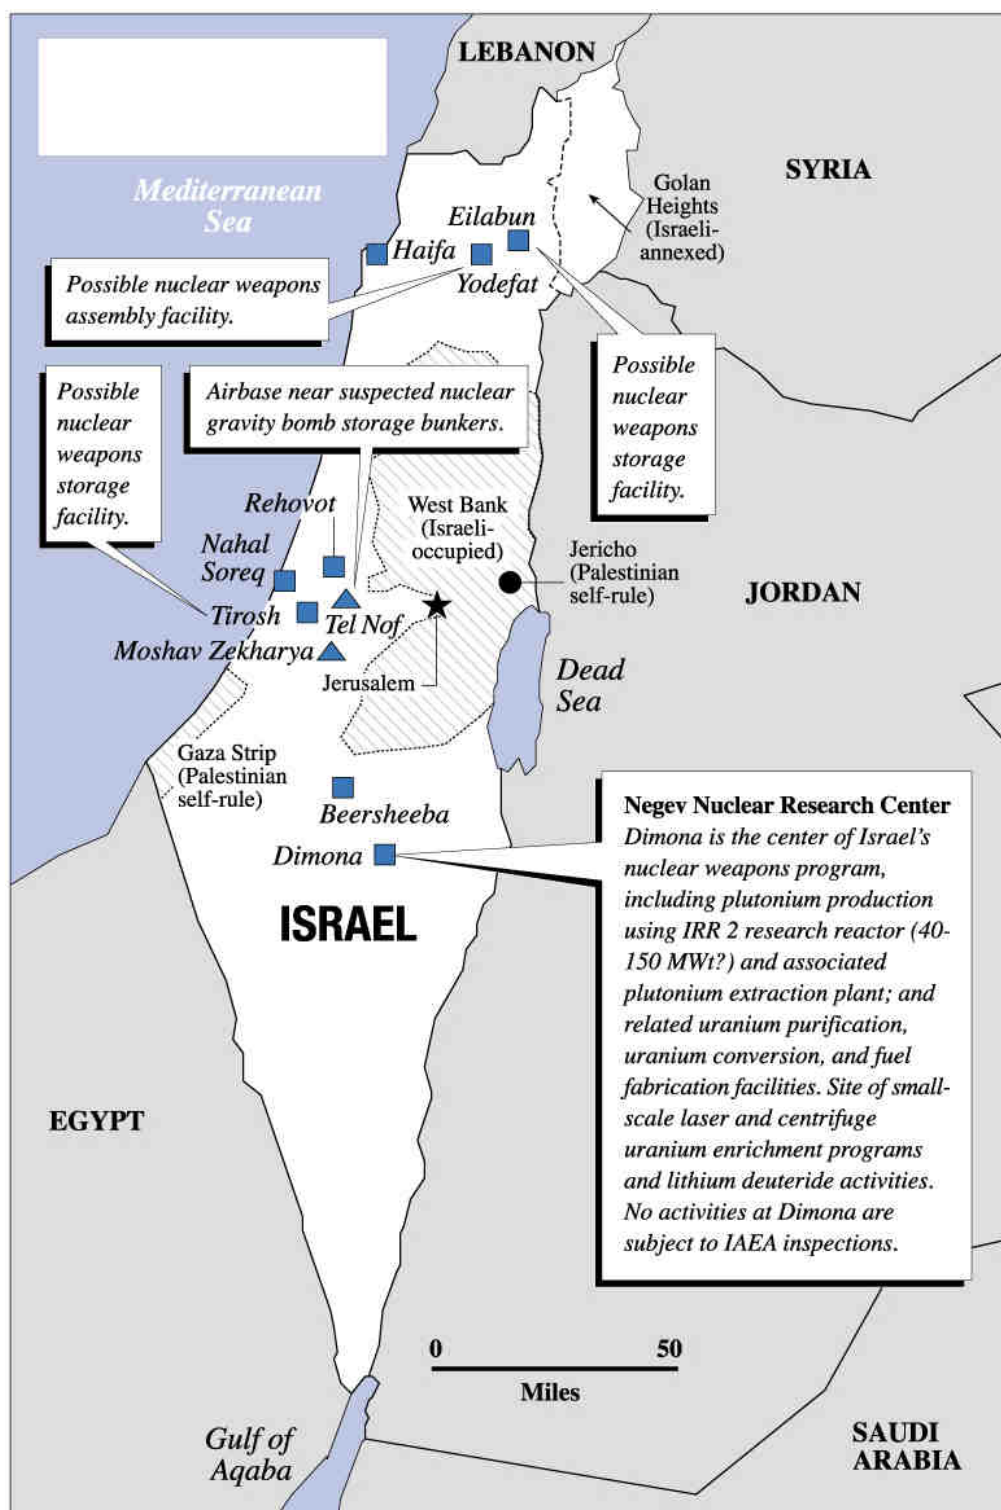 LEBANON
SYRIA
Mediterranean
Sea
Golan
Heights
(Israeli-
annexed)
Eilabun
Haifa
Yodefat
Possible nuclear weapons
assembly facility.
Possible
nuclear
weapons
storage
facility.
Airbase near suspected nuclear
gravity bomb storage bunkers.
Possible
nuclear
weapons
storage
facility.
Rehovot
West Bank
(Israeli-
occupied)
Nahal
Soreq
Jericho
(Palestinian
self-rule)
JORDAN
Tirosh
Tel Nof
Moshav Zekharya
Jerusalem
Dead
Sea
Gaza Strip
(Palestinian
self-rule)
Beersheeba
Dimona
ISRAEL
Negev Nuclear Research Center
Dimona is the center of Israel's
nuclear weapons program,
including plutonium production
using IRR 2 research reactor (40-
150 MWt?) and associated
plutonium extraction plant; and
related uranium purification,
uranium conversion, and fuel
fabrication facilities. Site of small-
scale laser and centrifuge
uranium enrichment programs
and lithium deuteride activities.
No activities at Dimona are
subject to IAEA inspections.
EGYPT
0 50
Miles
Gulf of
Aqaba
SAUDI
ARABIA